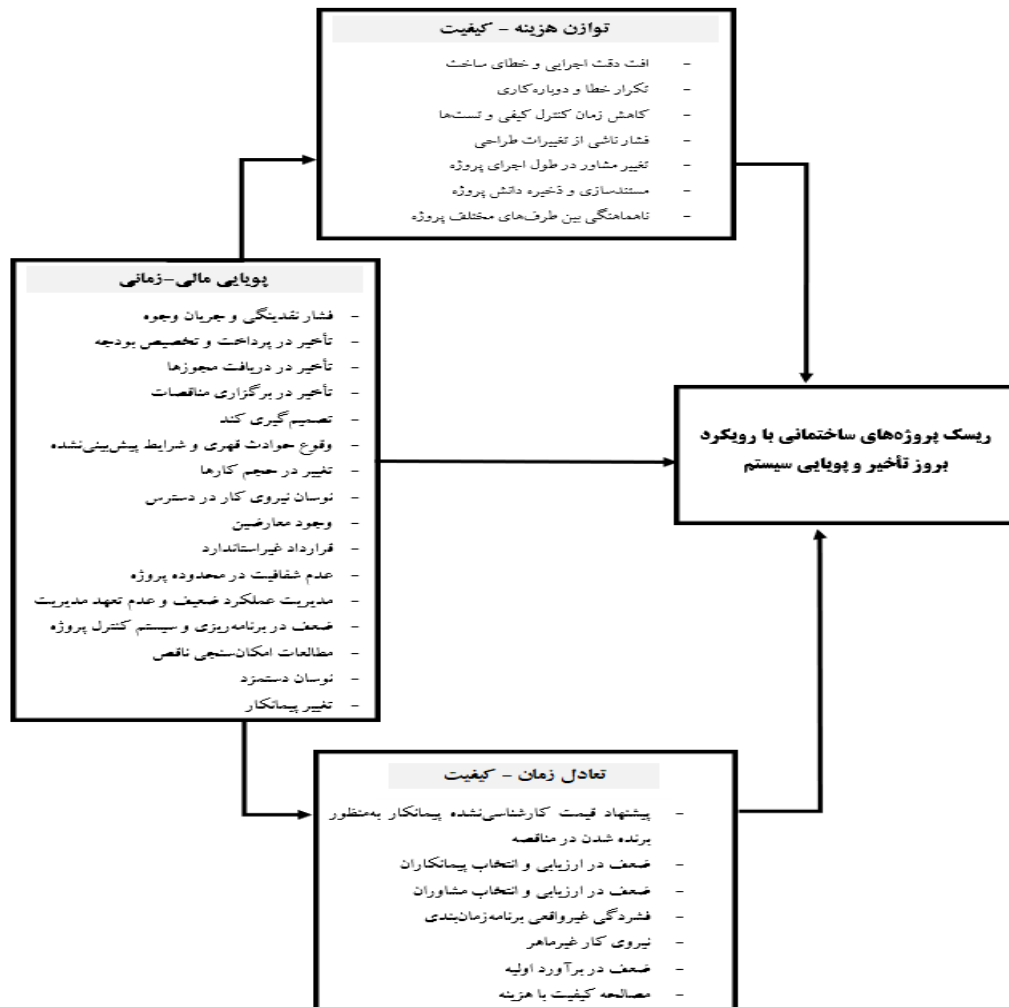 توازن هزینه - کیفیت
- افت دقت اجرایی و خطای ساخت
- تکرار خطا و دوباره‌کاری
- کاهش زمان کنترل کیفی و تست‌ها
- فشار ناشی از تغییرات طراحی
- تغییر مشاور در طول اجرای پروژه
- مستندسازی و ذخیره دانش پروژه
- ناهماهنگی بین طرف‌های مختلف پروژه
پویایی مالی-زمانی
- فشار نقدینگی و جریان وجوه
- تأخیر در پرداخت و تخصیص بودجه
- تأخیر در دریافت مجوزها
- تأخیر در برگزاری مناقصات
- تصمیم‌گیری کند
- وقوع حوادث قهری و شرایط پیش‌بینی‌نشده
- تغییر در حجم کارها
- نوسان نیروی کار در دسترس
- وجود معارضین
- قرارداد غیراستاندارد
- عدم شفافیت در محدوده پروژه
- مدیریت عملکرد ضعیف و عدم تعهد مدیریت
- ضعف در برنامه‌ریزی و سیستم کنترل پروژه
- مطالعات امکان‌سنجی ناقص
- نوسان دستمزد
- تغییر پیمانکار
ریسک پروژه‌های ساختمانی با رویکرد
بروز تأخیر و پویایی سیستم
تعادل زمان - کیفیت
- پیشنهاد قیمت کارشناسی‌نشده پیمانکار به‌منظور
برنده شدن در مناقصه
- ضعف در ارزیابی و انتخاب پیمانکاران
- ضعف در ارزیابی و انتخاب مشاوران
- فشردگی غیرواقعی برنامه‌زمان‌بندی
- نیروی کار غیرماهر
- ضعف در برآورد اولیه
- مصالحه کیفیت با هزینه